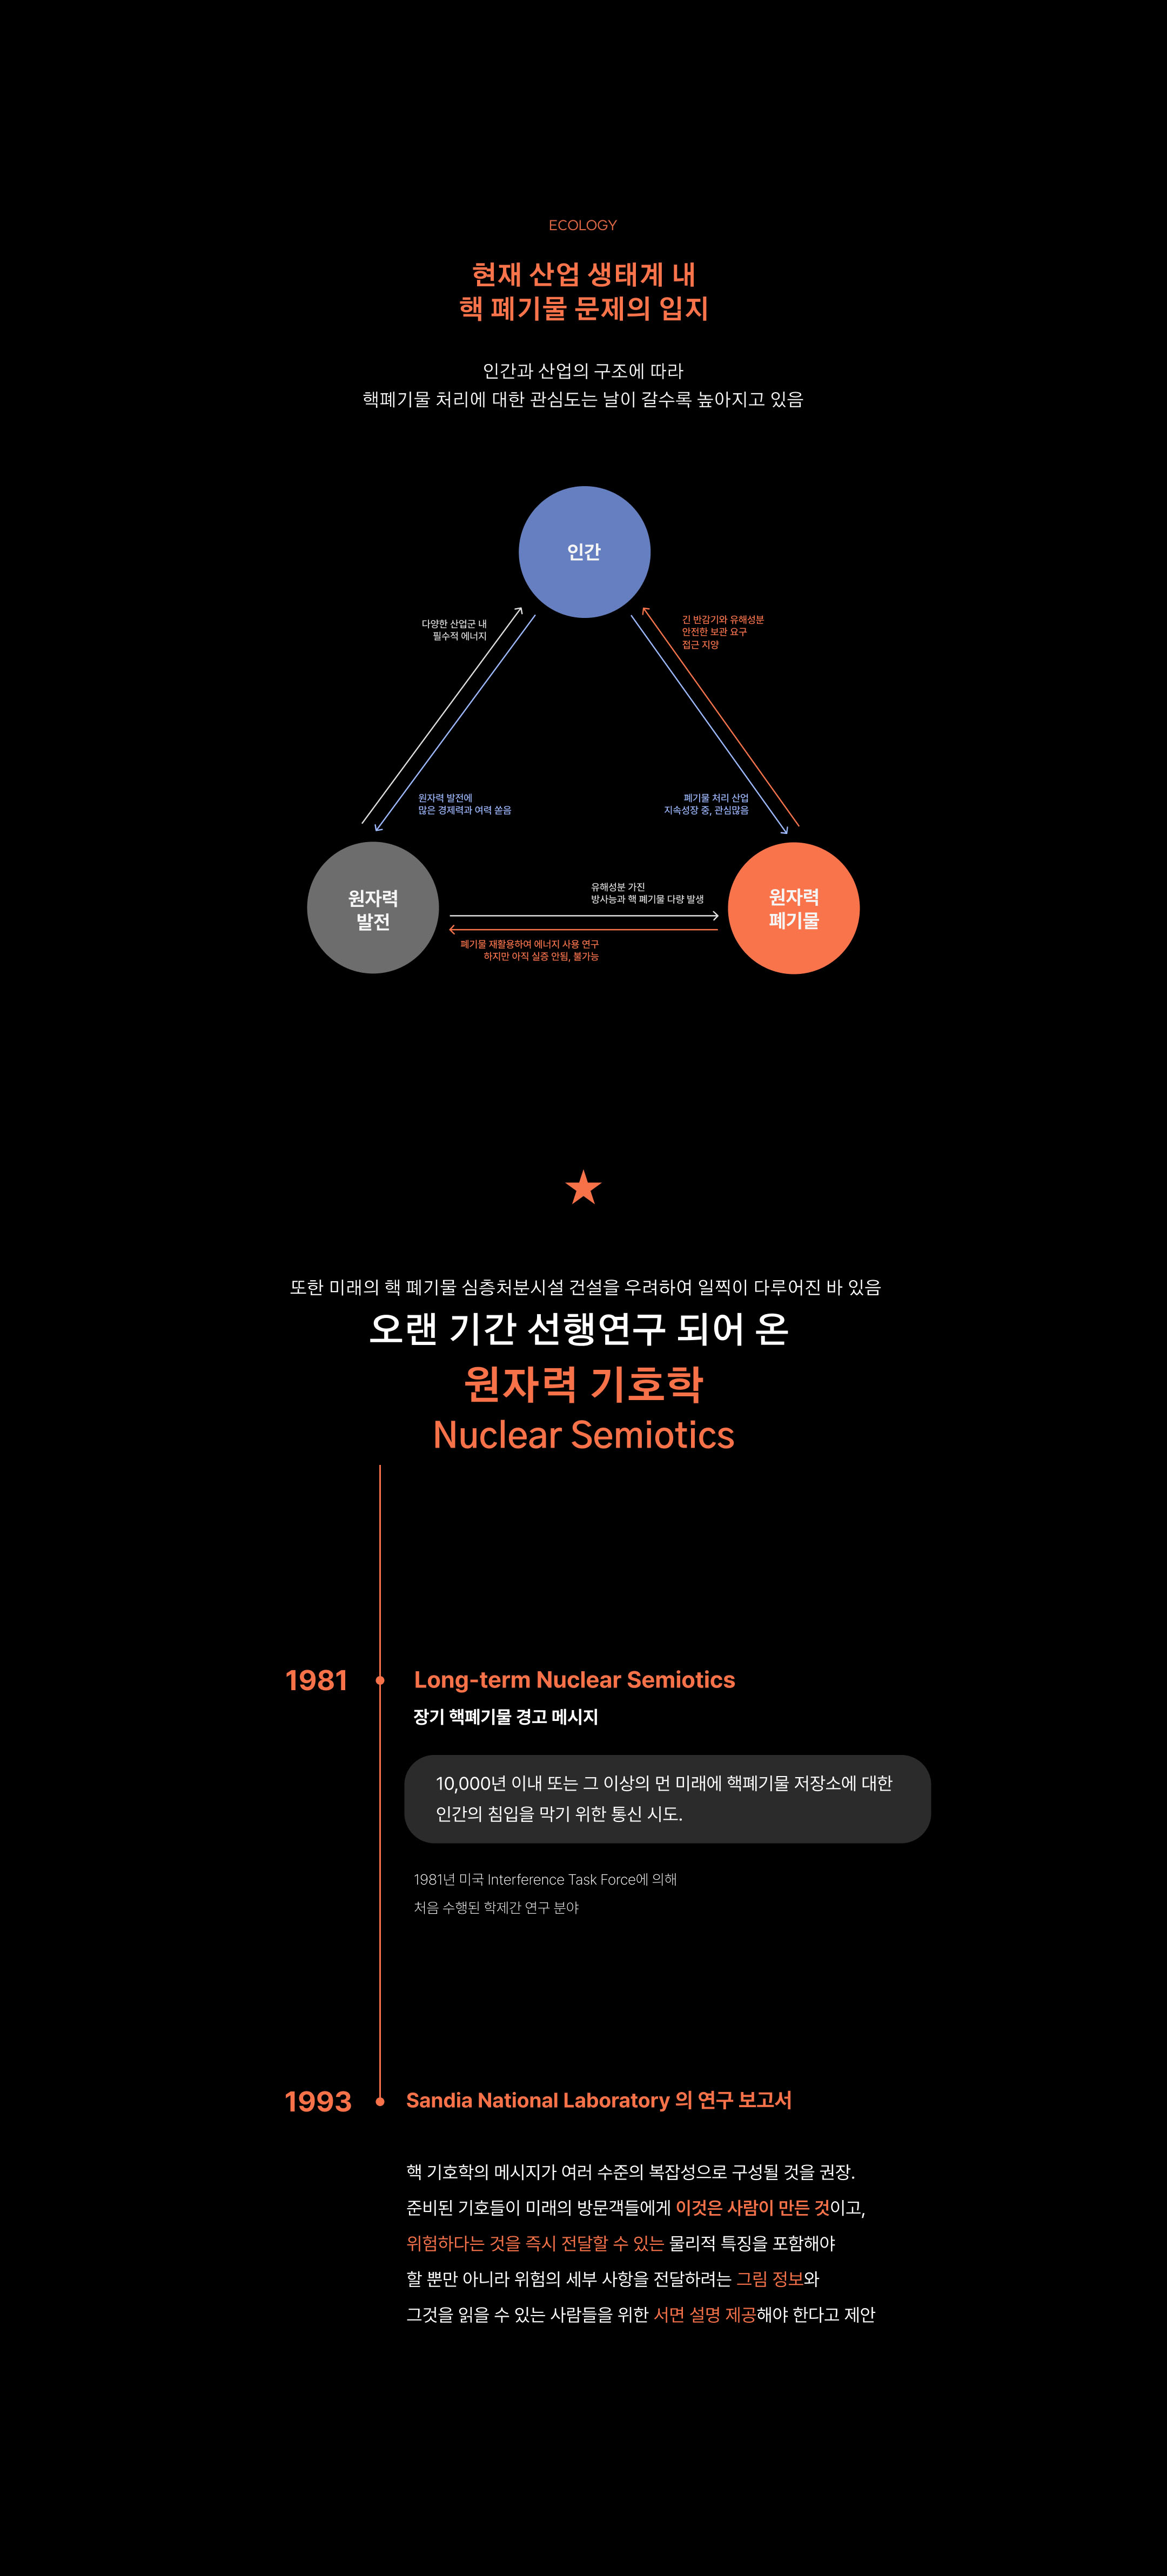 ECOLOGY
현재 산업 생태계 내
핵 폐기물 문제의 입지
인간과 산업의 구조에 따라
핵폐기물 처리에 대한 관심도는 날이 갈수록 높아지고 있음
인간
다양한 산업군 내
필수적 에너지
긴 반감기와 유해성분
안전한 보관 요구
접근 지양
원자력 발전에
많은 경제력과 여력 쏟음
폐기물 처리 산업
지속성장 중, 관심많음
원자력
발전
유해성분 가진
방사능과 핵 폐기물 다량 발생
폐기물 재활용하여 에너지 사용 연구
하지만 아직 실증 안됨, 불가능
원자력
폐기물
또한 미래의 핵 폐기물 심층처분시설 건설을 우려하여 일찍이 다루어진 바 있음
오랜 기간 선행연구 되어 온
원자력 기호학
Nuclear Semiotics
1981
Long-term Nuclear Semiotics
장기 핵폐기물 경고 메시지
10,000년 이내 또는 그 이상의 먼 미래에 핵폐기물 저장소에 대한
인간의 침입을 막기 위한 통신 시도.
1981년 미국 Interference Task Force에 의해
처음 수행된 학제간 연구 분야
1993
Sandia National Laboratory 의 연구 보고서
핵 기호학의 메시지가 여러 수준의 복잡성으로 구성될 것을 권장.
준비된 기호들이 미래의 방문객들에게 이것은 사람이 만든 것이고,
위험하다는 것을 즉시 전달할 수 있는 물리적 특징을 포함해야
할 뿐만 아니라 위험의 세부 사항을 전달하려는 그림 정보와
그것을 읽을 수 있는 사람들을 위한 서면 설명 제공해야 한다고 제안